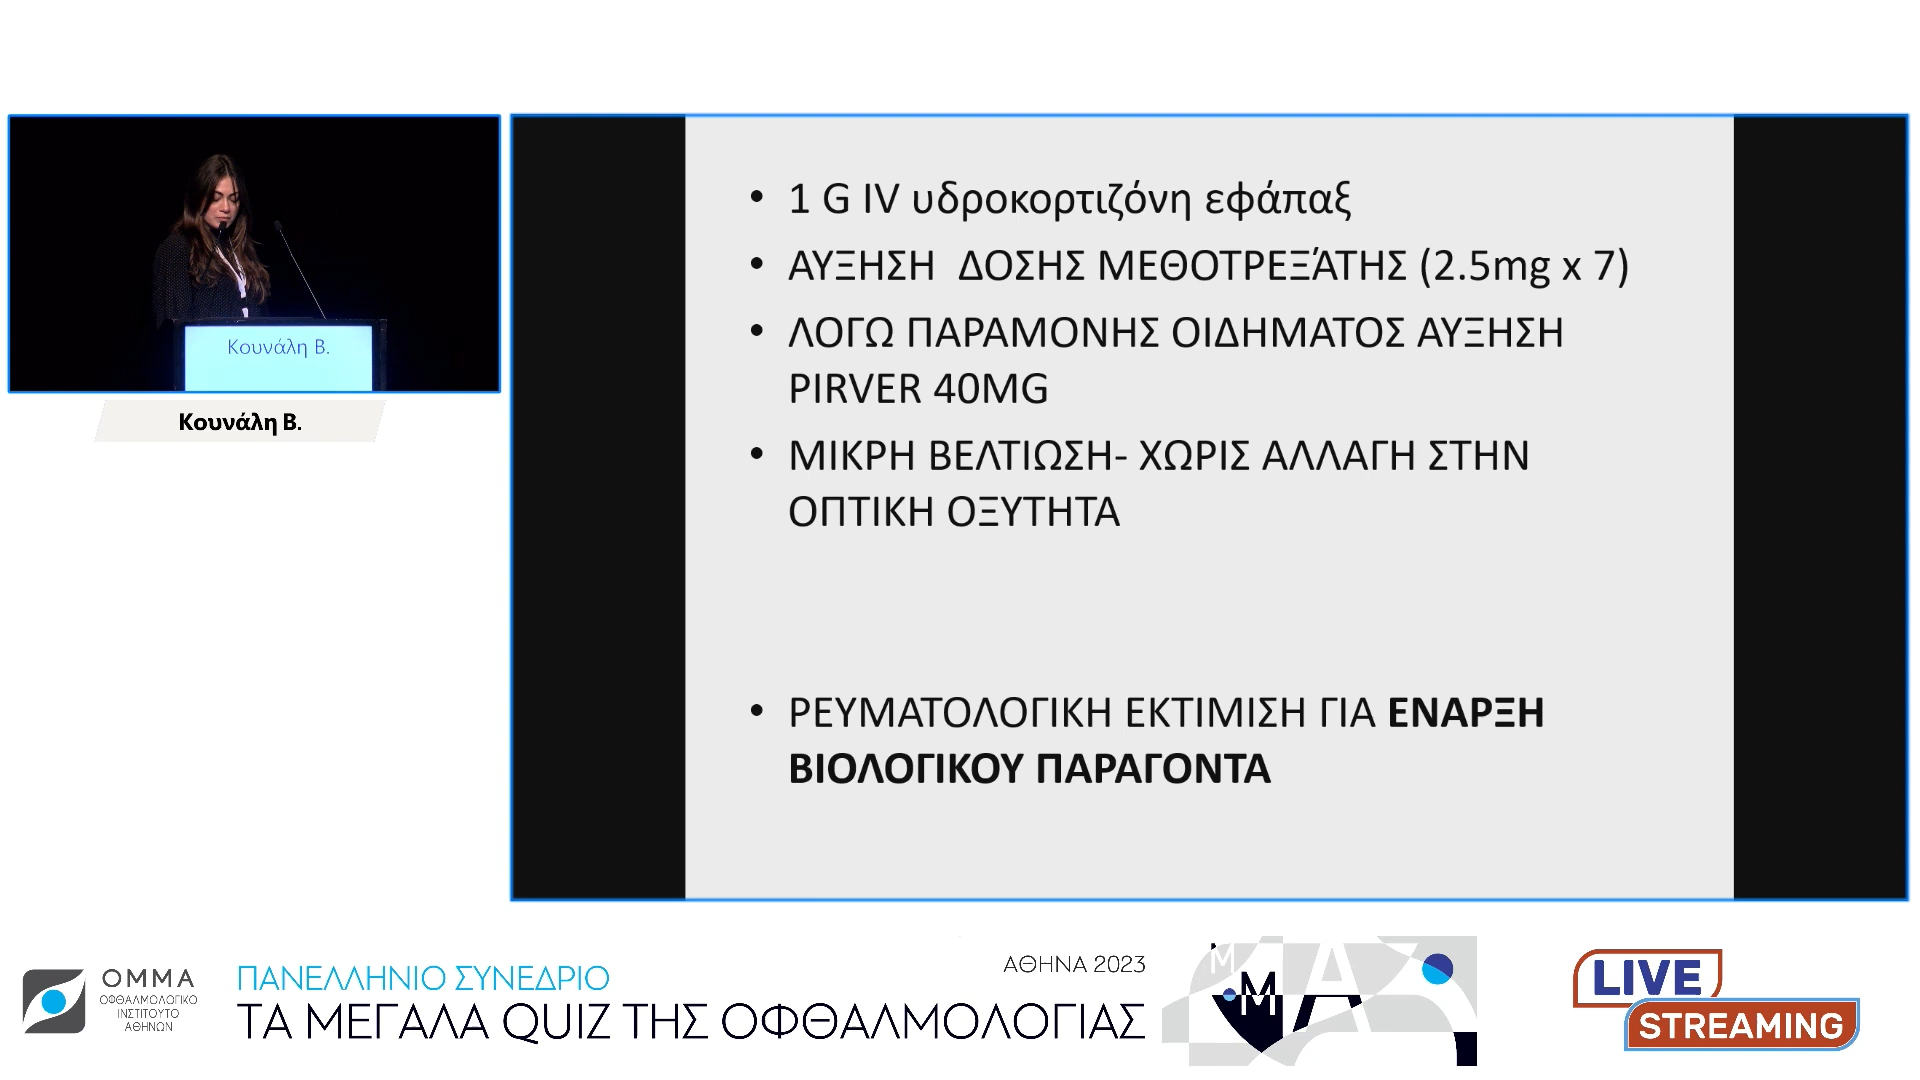 Κουνάλη Β.
Κουνάλη Β.
• 1 G IV υδροκορτιζόνη εφάπαξ
• ΑΥΞΗΣΗ ΔΟΣΗΣ ΜΕΘΟΤΡΕΞΆΤΗΣ (2.5mg x 7)
• ΛΟΓΩ ΠΑΡΑΜΟΝΗΣ ΟΙΔΗΜΑΤΟΣ ΑΥΞΗΣΗ
PIRVER 40MG
• ΜΙΚΡΗ ΒΕΛΤΙΩΣΗ- ΧΩΡΙΣ ΑΛΛΑΓΗ ΣΤΗΝ
ΟΠΤΙΚΗ ΟΞΥΤΗΤΑ
• ΡΕΥΜΑΤΟΛΟΓΙΚΗ ΕΚΤΙΜΙΣΗ ΓΙΑ ΕΝΑΡΞΗ
ΒΙΟΛΟΓΙΚΟΥ ΠΑΡΑΓΟΝΤΑ
ΟΜΜΑ
ΟΦΘΑΛΜΟΛΟΓΙΚΟ
ΙΝΣΤΙΤΟΥΤΟ
ΑΘΗΝΩΝ
ΠΑΝΕΛΛΗΝΙΟ ΣΥΝΕΔΡΙΟ
ΑΘΗΝΑ 2023
ΤΑ ΜΕΓΑΛΑ QUIZ ΤΗΣ ΟΦΘΑΛΜΟΛΟΓΙΑΣ
LIVE
STREAMING